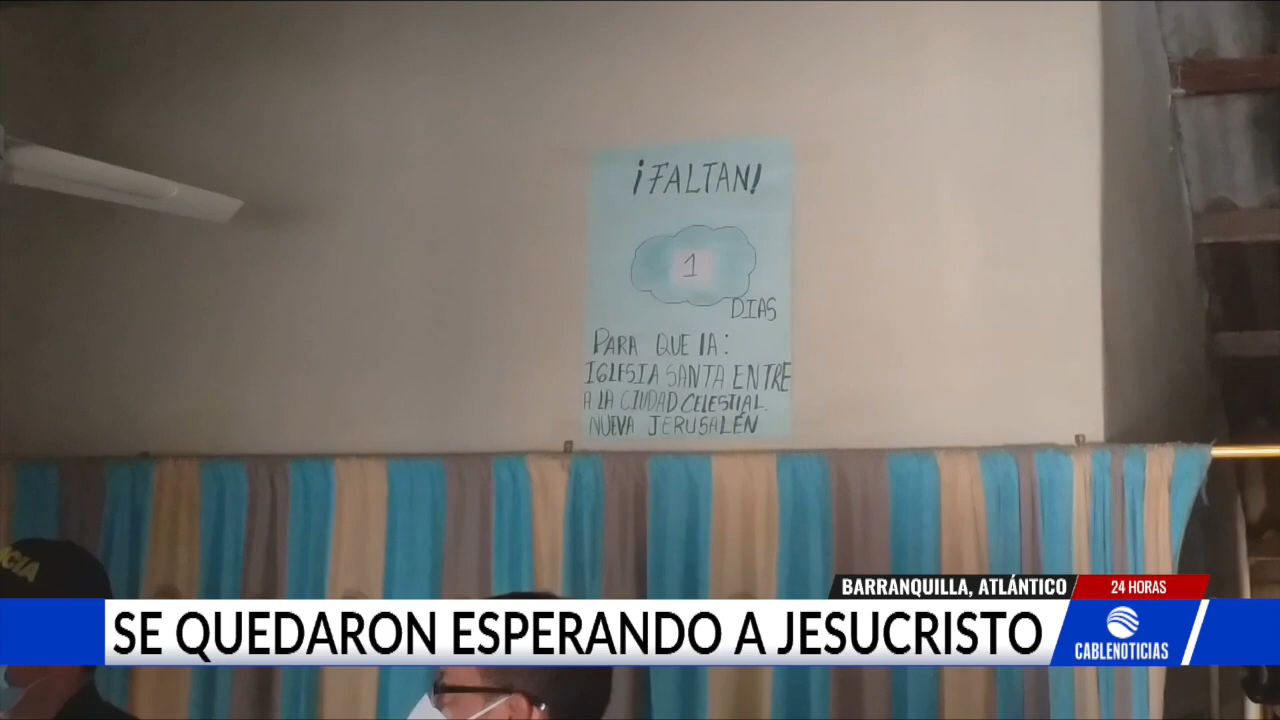 ¡FALTAN!
1
DIAS
PARA QUE lA:
IGLESIA SANTA ENTRE
A LA CIUDAD CELESTIAL.
NUEVA JERUSALÉN
BARRANQUILLA, ATLÁNTICO
24 HORAS
SE QUEDARON ESPERANDO A JESUCRISTO
CABLENOTICIAS